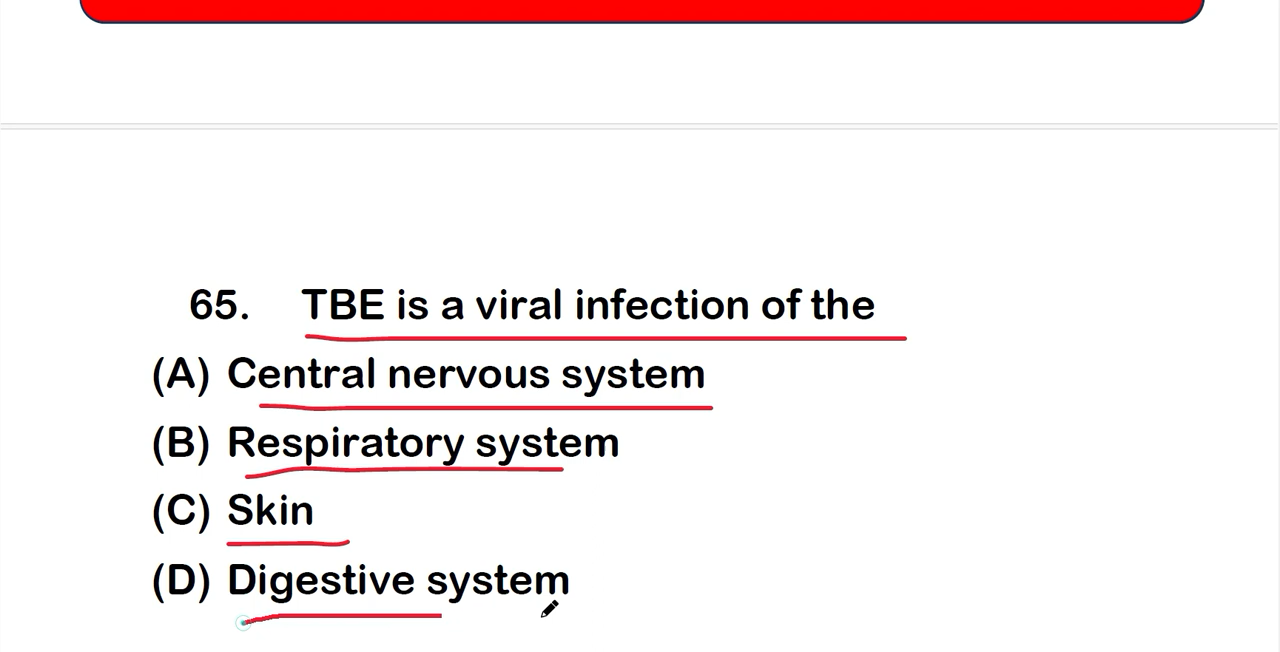 65. TBE is a viral infection of the
(A) Central nervous system
(B) Respiratory system
(C) Skin
(D) Digestive system